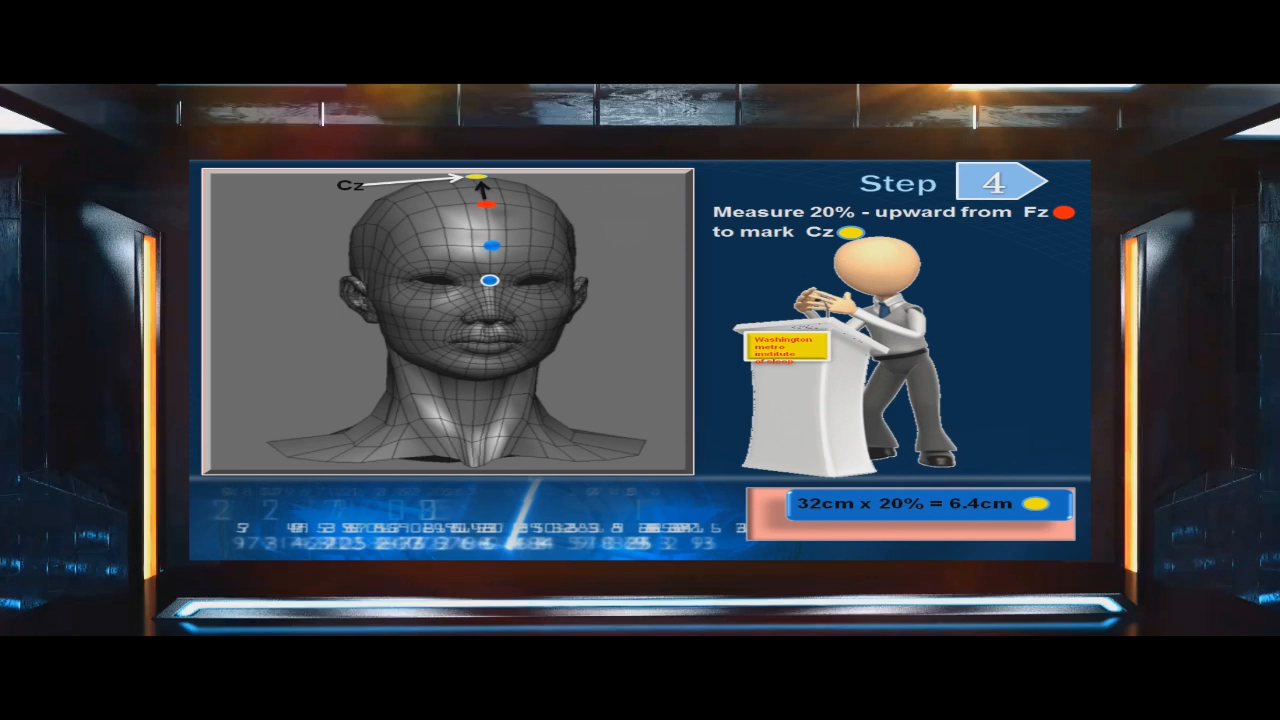 Cz
Step 4
Measure 20% - upward from Fz
to mark Cz
Washington
metro
institute
of sleep
32cm x 20% = 6.4cm